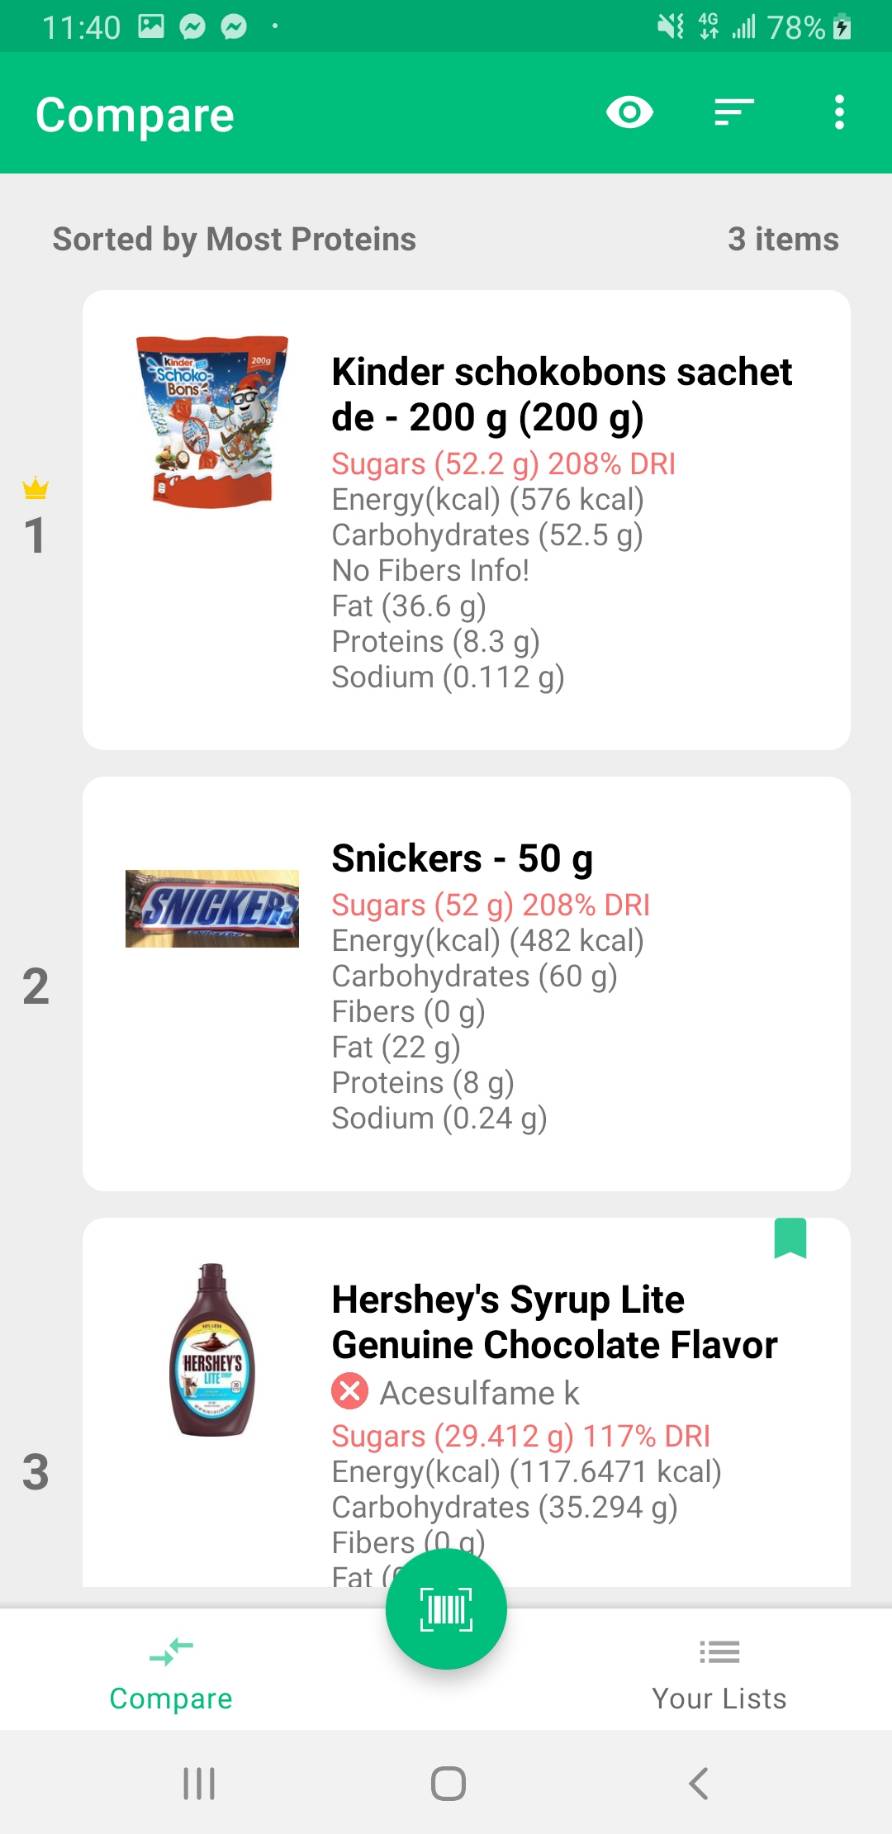 11:40
4G
78%
Compare
Sorted by Most Proteins
3 items
Kinder
Schoko-
Bons
200g
Kinder schokobons sachet
de - 200 g (200 g)
Sugars (52.2 g) 208% DRI
Energy(kcal) (576 kcal)
Carbohydrates (52.5 g)
No Fibers Info!
Fat (36.6 g)
Proteins (8.3 g)
Sodium (0.112 g)
1
SNICKERS
Snickers - 50 g
Sugars (52 g) 208% DRI
Energy(kcal) (482 kcal)
Carbohydrates (60 g)
Fibers (0 g)
Fat (22 g)
Proteins (8 g)
Sodium (0.24 g)
2
HERSHEY'S
LITE
Hershey's Syrup Lite
Genuine Chocolate Flavor
Acesulfame k
Sugars (29.412 g) 117% DRI
Energy(kcal) (117.6471 kcal)
Carbohydrates (35.294 g)
Fibers (0 g)
Fat
3
Compare
Your Lists